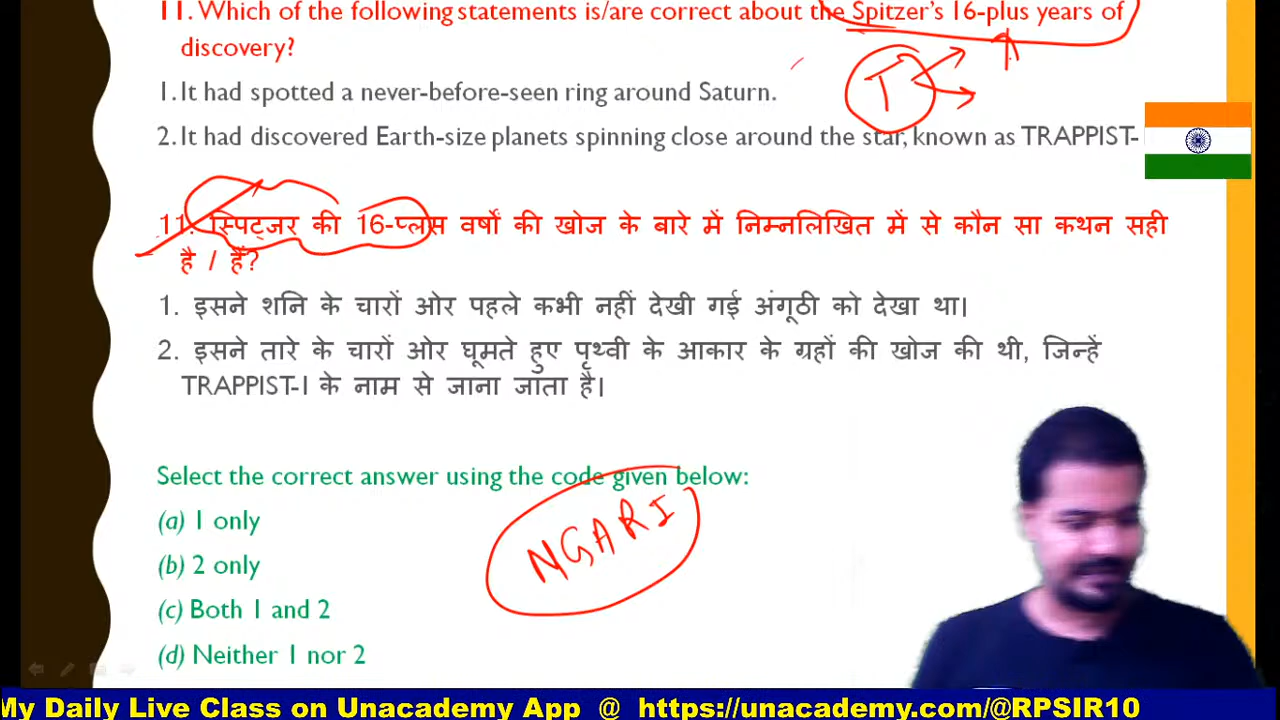 11. Which of the following statements is/are correct about the Spitzer's 16-plus years of
discovery?
T
1. It had spotted a never-before-seen ring around Saturn.
2. It had discovered Earth-size planets spinning close around the star, known as TRAPPIST-
11. स्पिट्जर की 16-प्लस वर्षों की खोज के बारे में निम्नलिखित में से कौन सा कथन सही
है / हैं?
1. इसने शनि के चारों ओर पहले कभी नहीं देखी गई अंगूठी को देखा था।
2. इसने तारे के चारों ओर घूमते हुए पृथ्वी के आकार के ग्रहों की खोज की थी, जिन्हें
TRAPPIST-1 के नाम से जाना जाता है।
Select the correct answer using the code given below:
(a) 1 only
NGARI
(b) 2 only
(c) Both 1 and 2
(d) Neither 1 nor 2
My Daily Live Class on Unacademy App @ https://unacademy.com/@RPSIR10